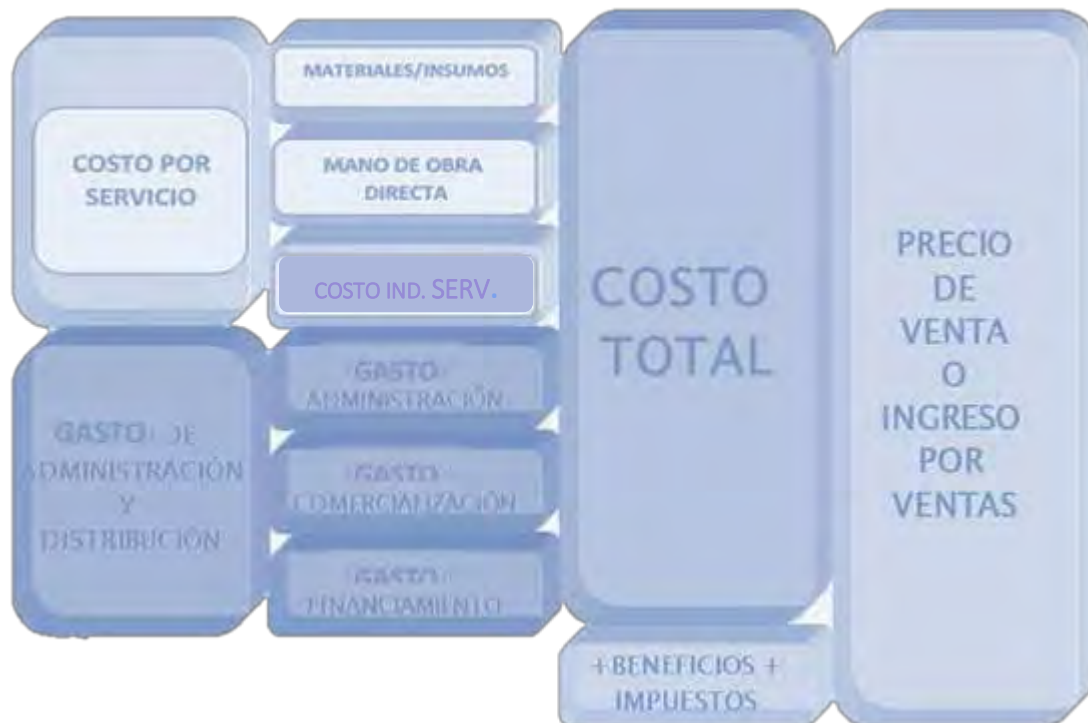 COSTO POR
SERVICIO
MATERIALES/INSUMOS
MANO DE OBRA
DIRECTA
COSTO IND. SERV.
GASTO DE
ADMINISTRACIÓN
Y
DISTRIBUCIÓN
GASTO
ADMINISTRACIÓN
GASTO
COMERCIALIZACIÓN
GASTO
FINANCIAMIENTO
COSTO
TOTAL
+BENEFICIOS +
IMPUESTOS
PRECIO
DE
VENTA
O
INGRESO
POR
VENTAS